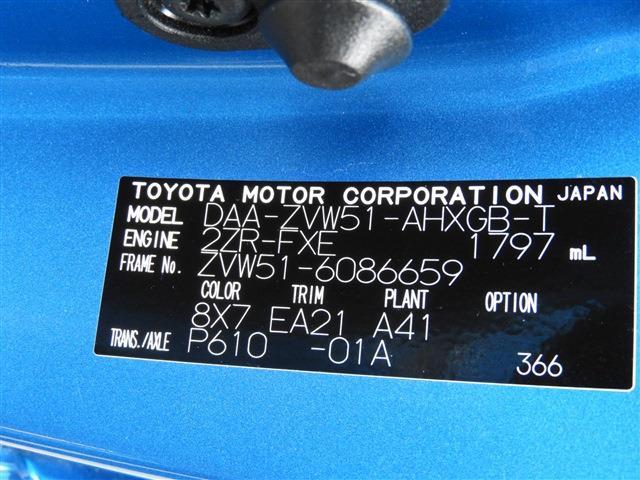 TOYOTA MOTOR CORPORATION JAPAN
MODEL DAA-ZVW51-AHXGB-T
ENGINE 2ZR-FXE 1797 mL
FRAME No. ZVW51-6086659
COLOR TRIM PLANT OPTION
8X7 EA21 A41
TRANS./AXLE P610 -01A 366